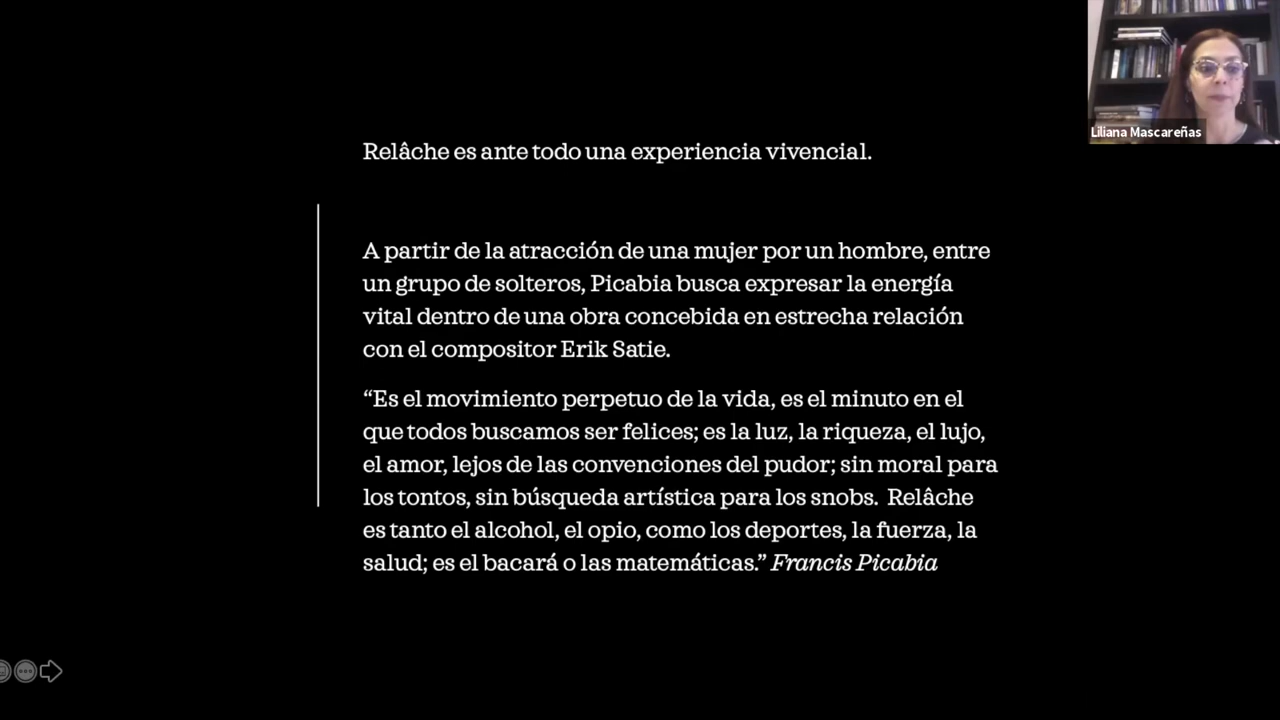 Relâche es ante todo una experiencia vivencial.
A partir de la atracción de una mujer por un hombre, entre
un grupo de solteros, Picabia busca expresar la energía
vital dentro de una obra concebida en estrecha relación
con el compositor Erik Satie.
“Es el movimiento perpetuo de la vida, es el minuto en el
que todos buscamos ser felices; es la luz, la riqueza, el lujo,
el amor, lejos de las convenciones del pudor; sin moral para
los tontos, sin búsqueda artística para los snobs.  Relâche
es tanto el alcohol, el opio, como los deportes, la fuerza, la
salud; es el bacará o las matemáticas.” Francis Picabia
Liliana Mascareñas